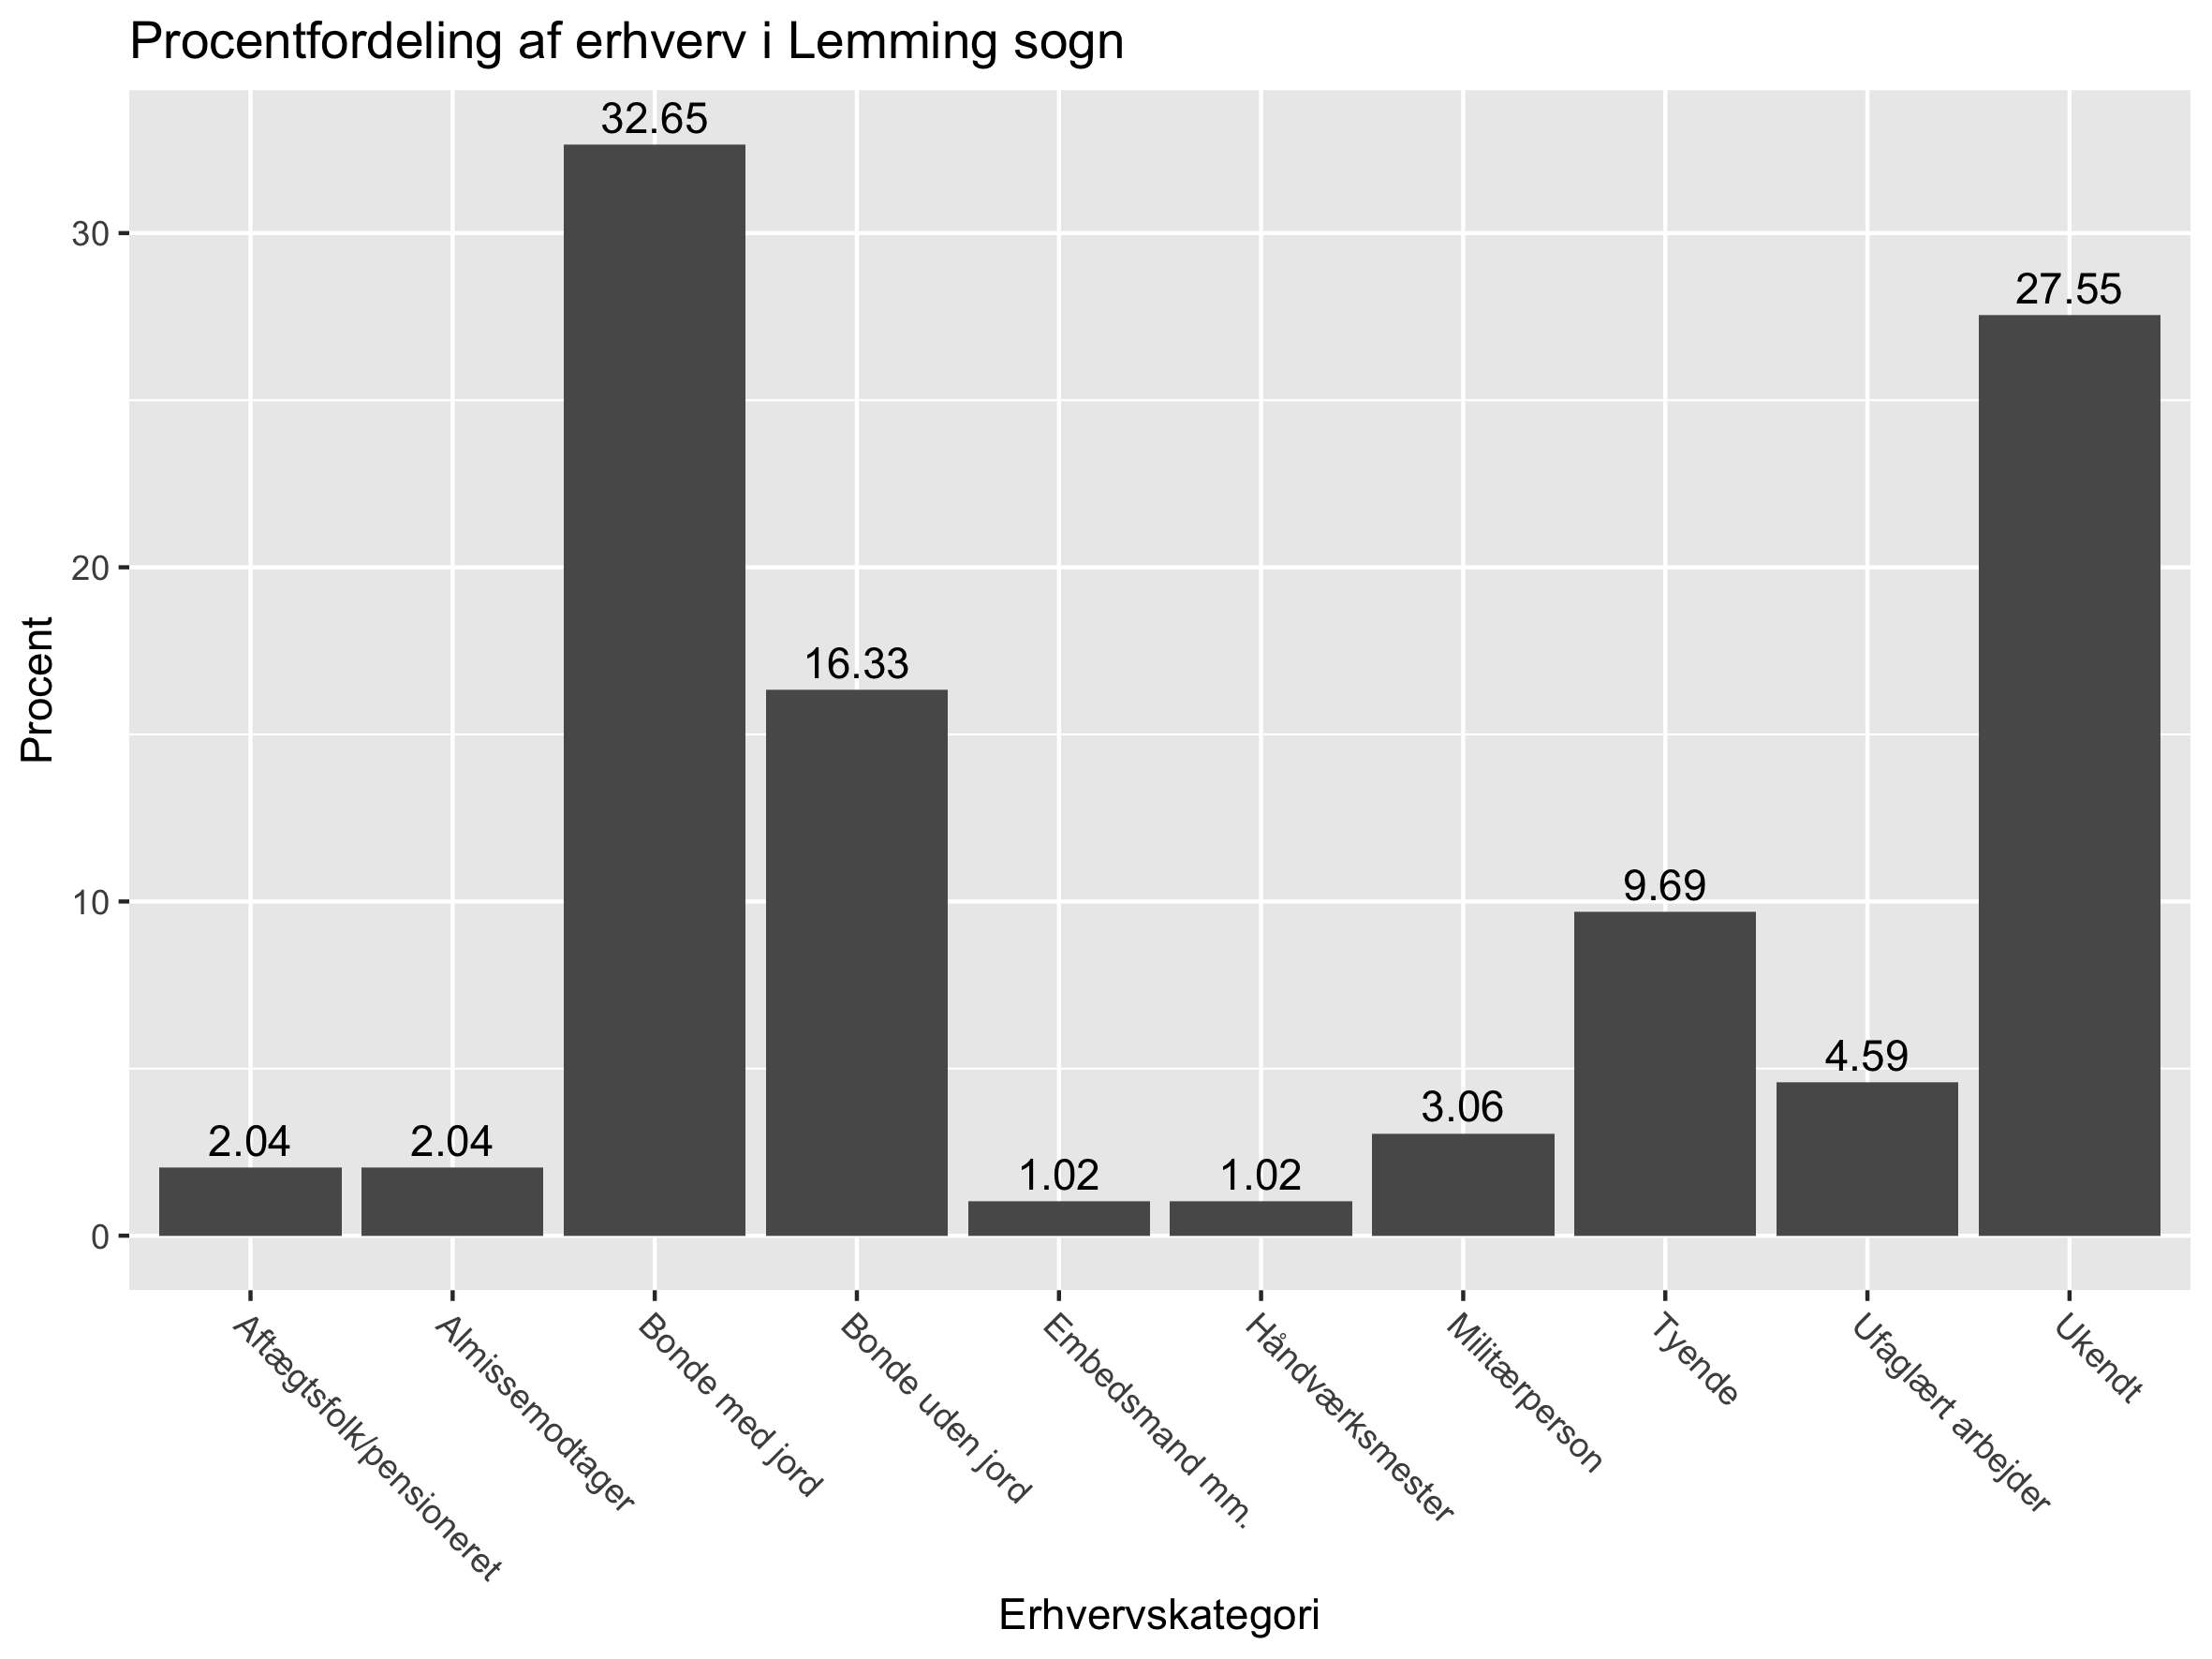 Procentfordeling af erhverv i Lemming sogn
32.65
27.55
16.33
9.69
4.59
3.06
2.04
2.04
1.02
1.02
30
20
10
0
Procent
Aftægtsfolk/pensioneret
Almissemodtager
Bonde med jord
Bonde uden jord
Embedsmand mm.
Håndværksmester
Militærperson
Tyende
Ufaglært arbejder
Ukendt
Erhvervskategori